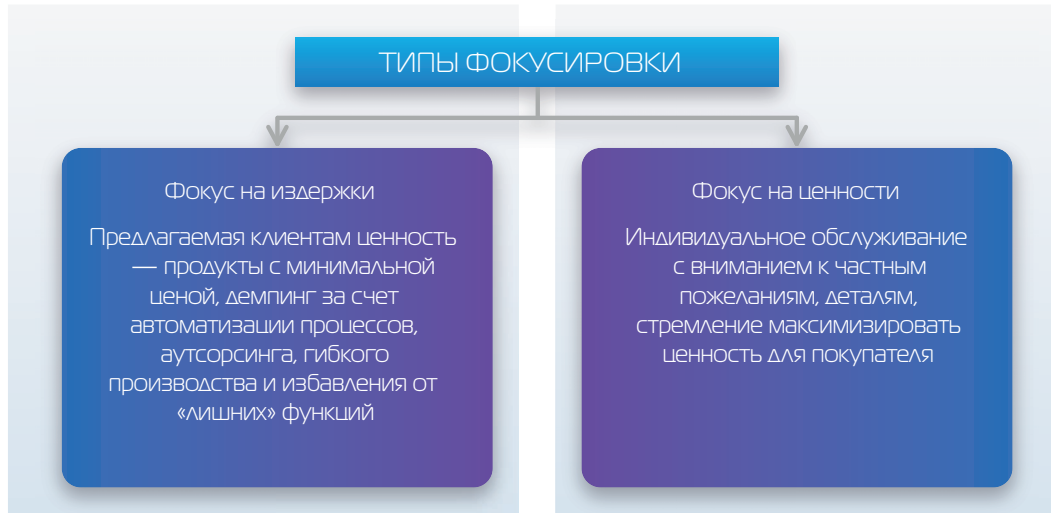 ТИПЫ ФОКУСИРОВКИ
Фокус на издержки
Предлагаемая клиентам ценность
— продукты с минимальной
ценой, демпинг за счет
автоматизации процессов,
аутсорсинга, гибкого
производства и избавления от
«лишних» функций
Фокус на ценности
Индивидуальное обслуживание
с вниманием к частным
пожеланиям, деталям,
стремление максимизировать
ценность для покупателя